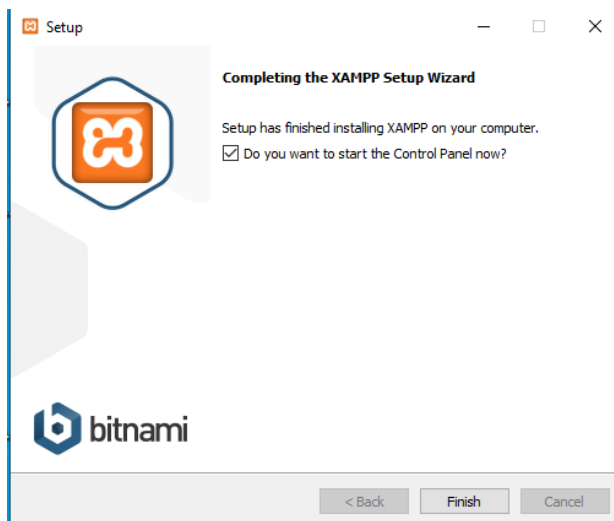 Setup
Completing the XAMPP Setup Wizard
Setup has finished installing XAMPP on your computer.
Do you want to start the Control Panel now?
bitnami
< Back
Finish
Cancel